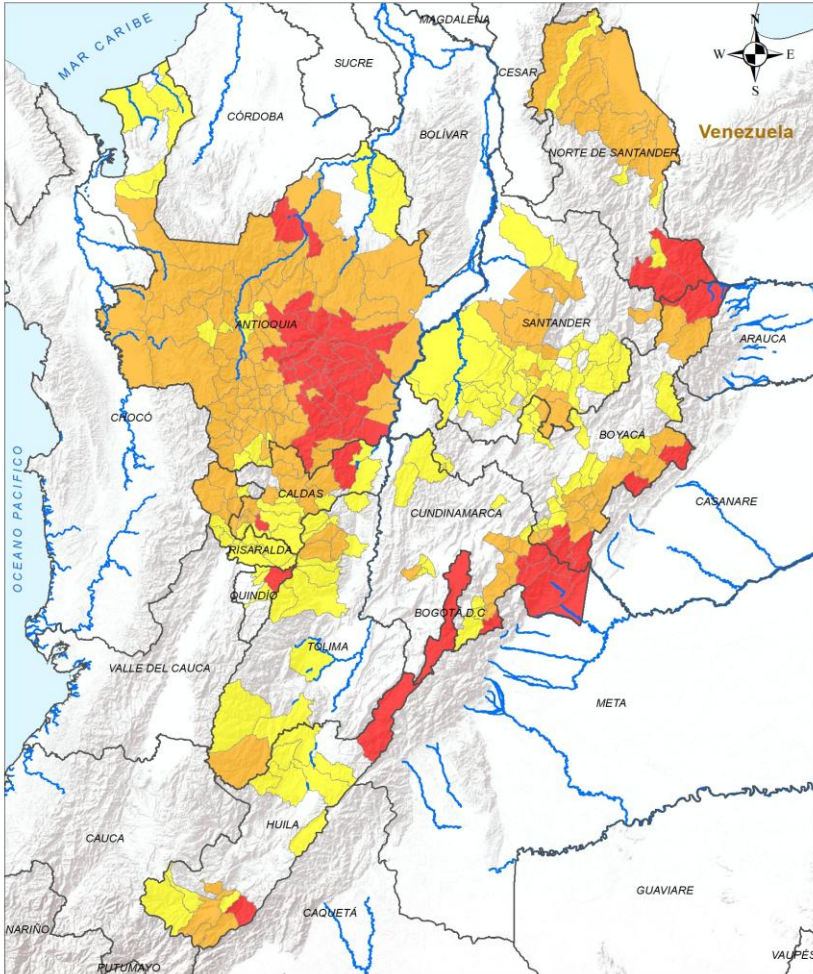 MAGDALENA
N
W
E
S
MAR CARIBE
SUCRE
CESAR
CÓRDOBA
BOLÍVAR
Venezuela
NORTE DE SANTANDER
ANTIOQUIA
SANTANDER
ARAUCA
CHOCÓ
BOYACÁ
OCEANO PACIFICO
CALDAS
CASANARE
CUNDINAMARCA
RISARALDA
QUINDÍO
BOGOTÁ,D.C
TOLIMA
VALLE DEL CAUCA
META
HUILA
CAUCA
GUAVIARE
CAQUETÁ
NARIÑO
PUTUMAYO
VAUPÉS